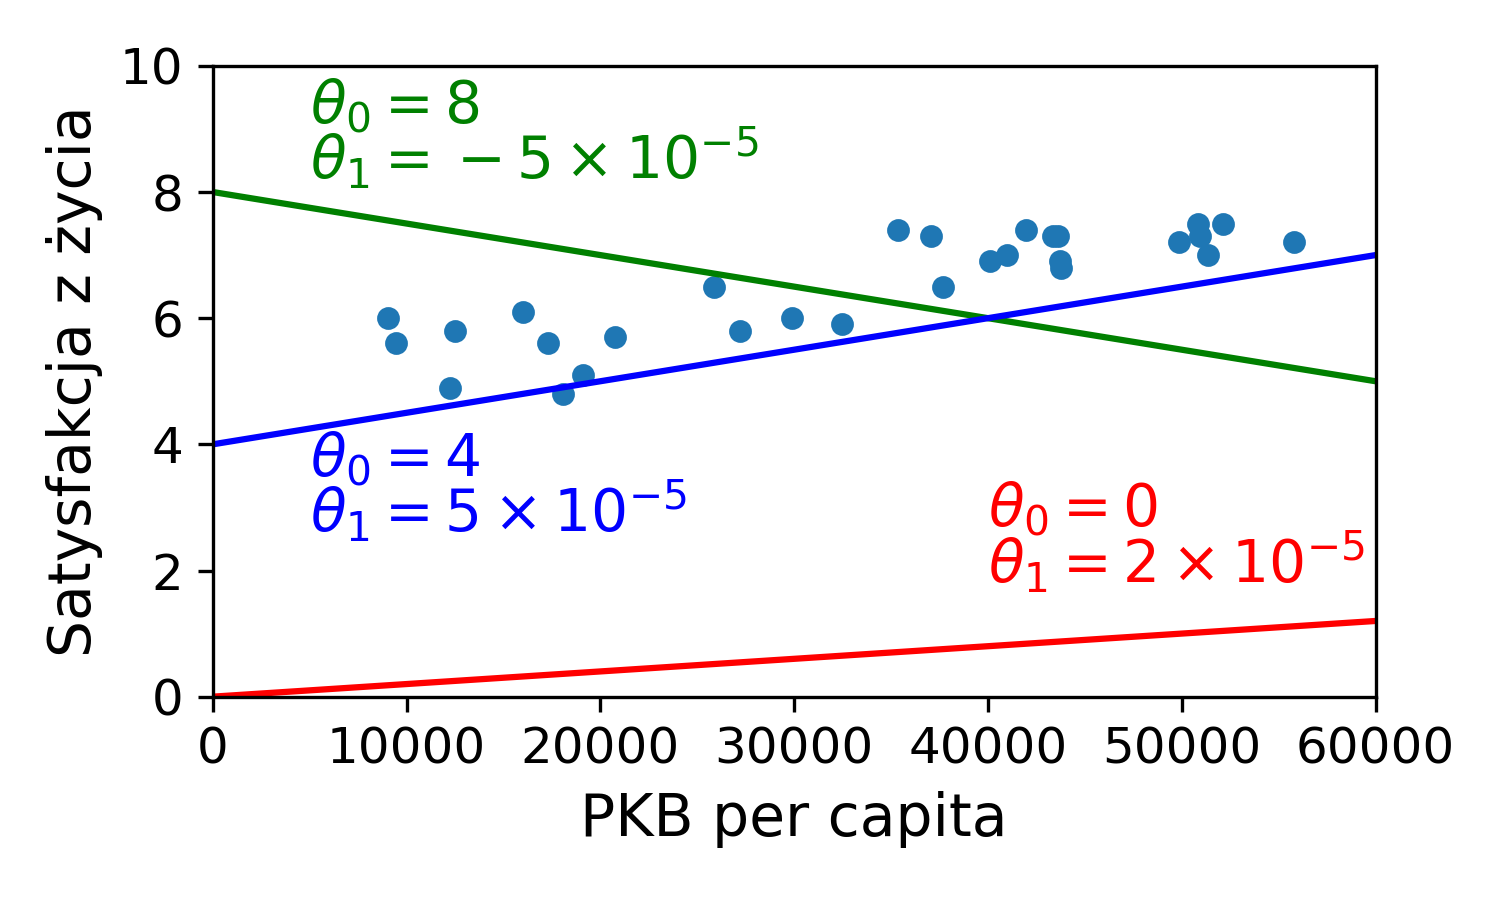 10
8
6
4
2
0
Satysfakcja z życia
θ₀ = 8
θ₁ = − 5 × 10⁻⁵
θ₀ = 4
θ₁ = 5 × 10⁻⁵
θ₀ = 0
θ₁ = 2 × 10⁻⁵
0 10000 20000 30000 40000 50000 60000
PKB per capita